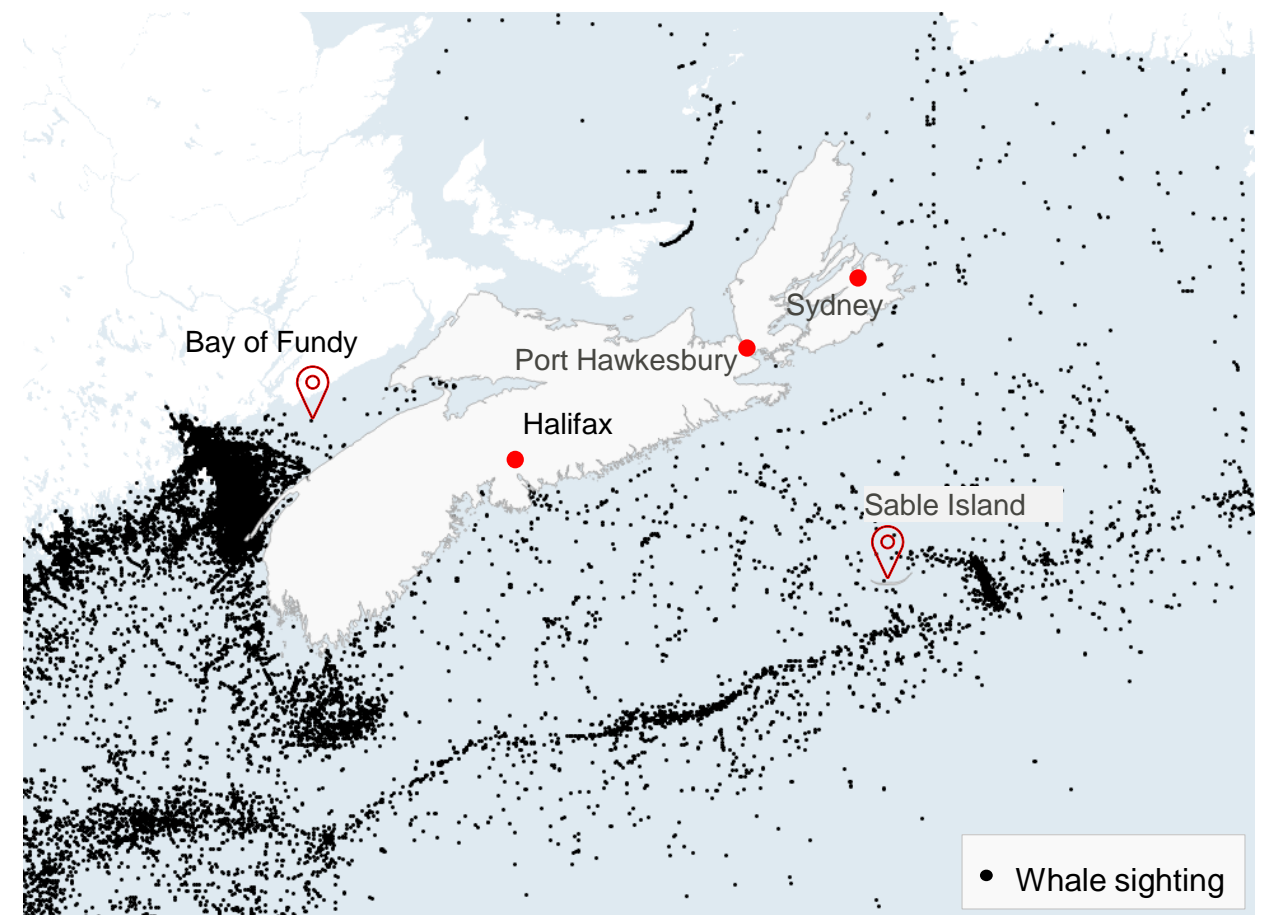 Sydney
Bay of Fundy
Port Hawkesbury
Halifax
Sable Island
Whale sighting